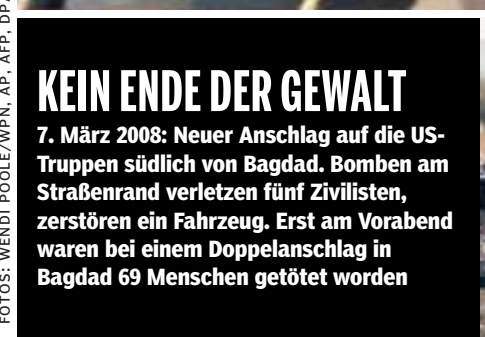 KEIN ENDE DER GEWALT
7. März 2008: Neuer Anschlag auf die US-
Truppen südlich von Bagdad. Bomben am
Straßenrand verletzen fünf Zivilisten,
zerstören ein Fahrzeug. Erst am Vorabend
waren bei einem Doppelanschlag in
Bagdad 69 Menschen getötet worden
FOTOS: WENDI POOLE/WPN, AP, AFP, DPA